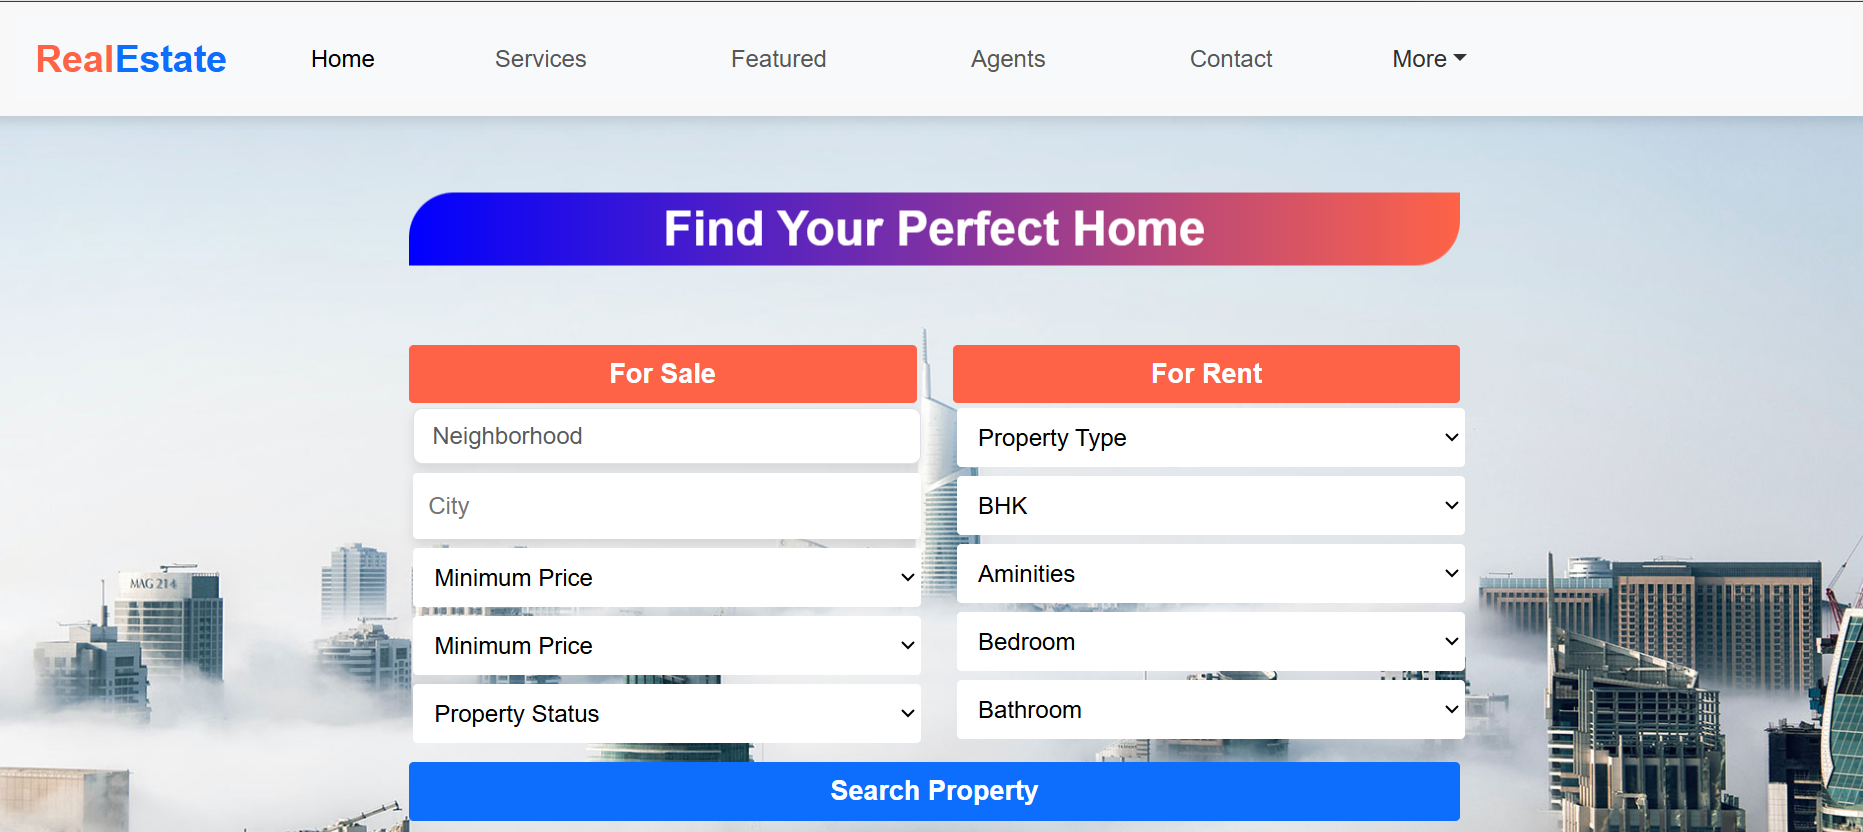 RealEstate Home Services Featured Agents Contact More
Find Your Perfect Home
For Sale For Rent
Neighborhood Property Type
City BHK
Minimum Price Aminities
Minimum Price Bedroom
Property Status Bathroom
MAG 214
Search Property